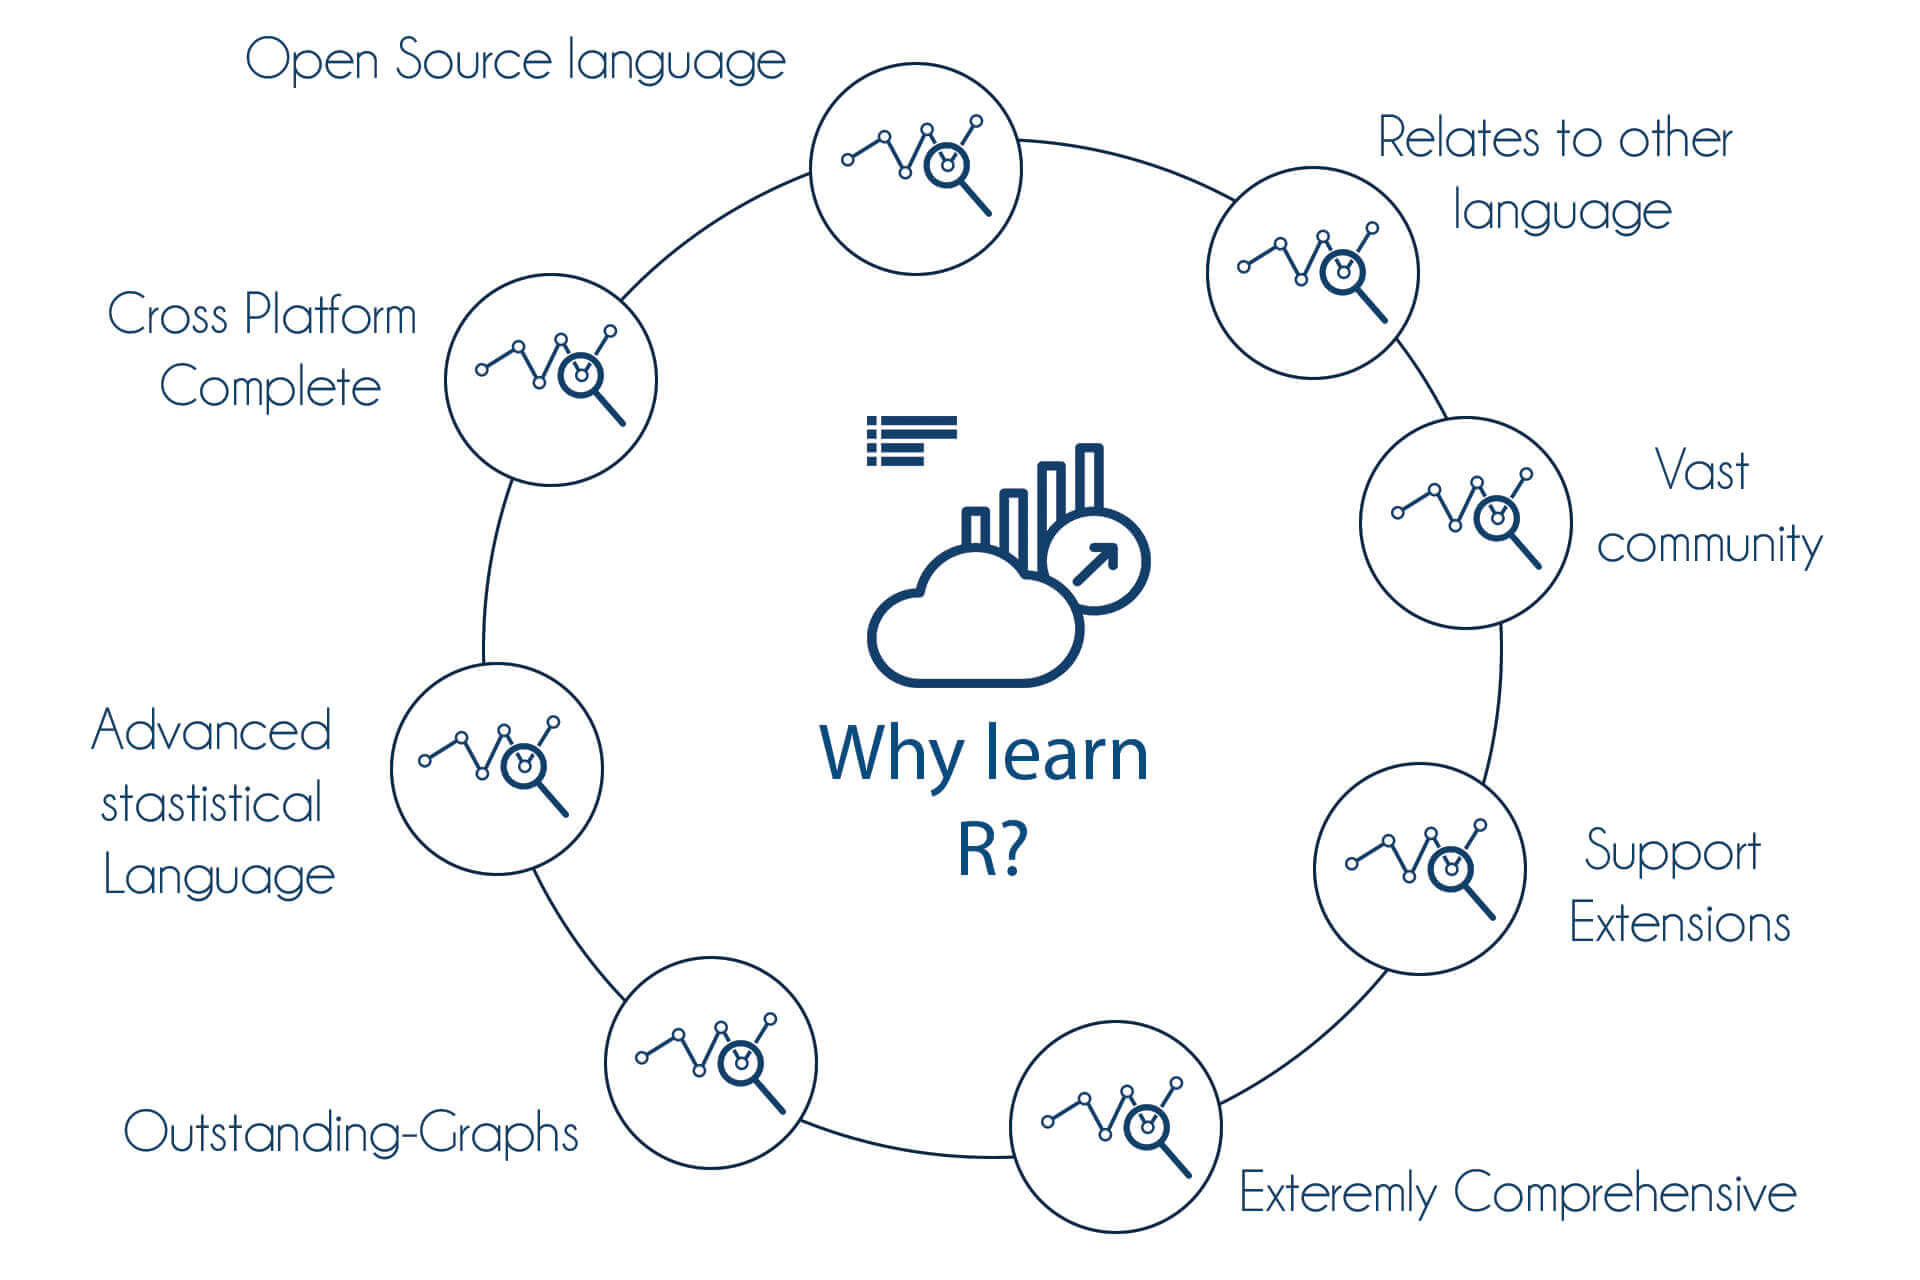 Open Source language
Relates to other
language
Cross Platform
Complete
Vast
community
Why learn
R?
Advanced
stastistical
Language
Support
Extensions
Outstanding-Graphs
Exteremly Comprehensive